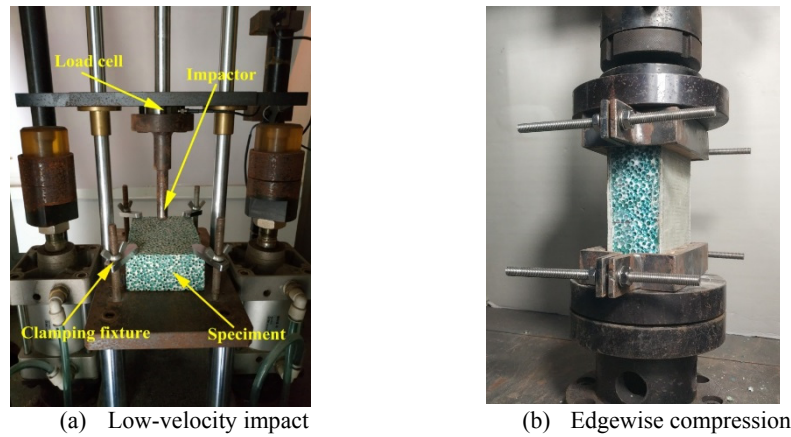 Load cell
Impactor
Clamping fixture
Speciment
(a) Low-velocity impact
(b) Edgewise compression